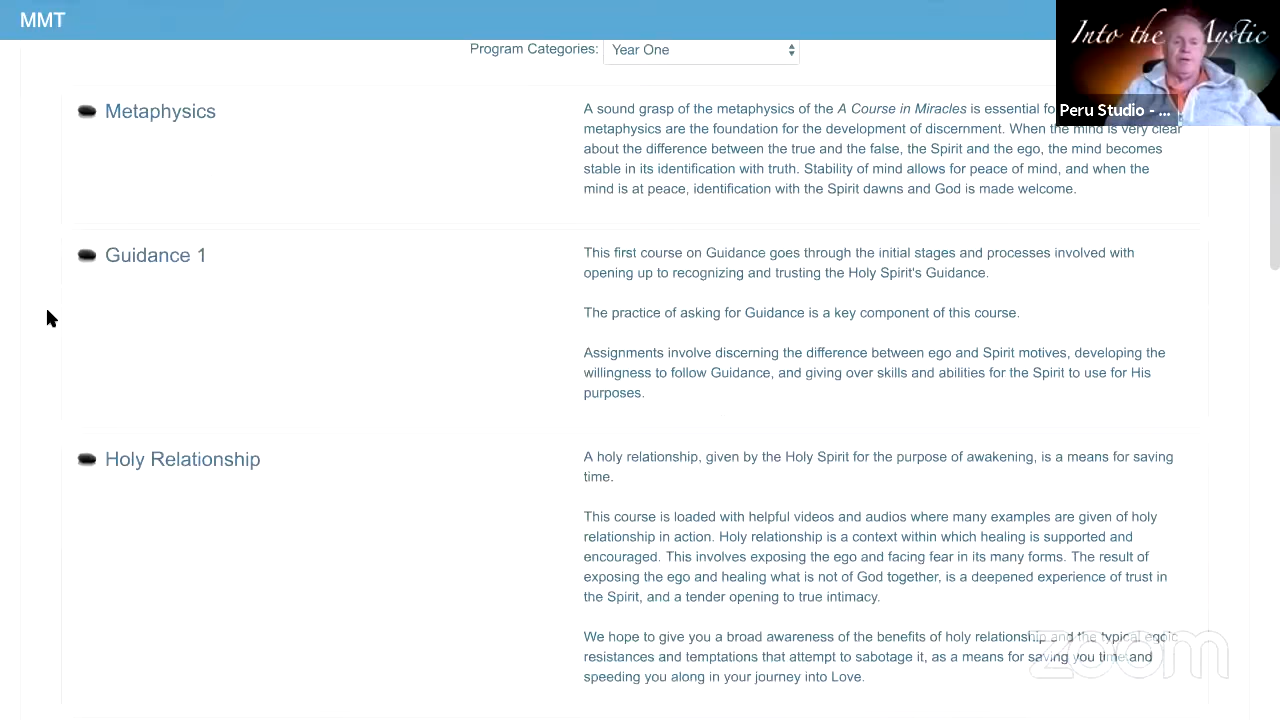 MMT
Program Categories: Year One
Into the Mystic
Peru Studio - ...
Metaphysics
A sound grasp of the metaphysics of the A Course in Miracles is essential
metaphysics are the foundation for the development of discernment. When the mind is very clear
about the difference between the true and the false, the Spirit and the ego, the mind becomes
stable in its identification with truth. Stability of mind allows for peace of mind, and when the
mind is at peace, identification with the Spirit dawns and God is made welcome.
Guidance 1
This first course on Guidance goes through the initial stages and processes involved with
opening up to recognizing and trusting the Holy Spirit's Guidance.
The practice of asking for Guidance is a key component of this course.
Assignments involve discerning the difference between ego and Spirit motives, developing the
willingness to follow Guidance, and giving over skills and abilities for the Spirit to use for His
purposes.
Holy Relationship
A holy relationship, given by the Holy Spirit for the purpose of awakening, is a means for saving
time.
This course is loaded with helpful videos and audios where many examples are given of holy
relationship in action. Holy relationship is a context within which healing is supported and
encouraged. This involves exposing the ego and facing fear in its many forms. The result of
exposing the ego and healing what is not of God together, is a deepened experience of trust in
the Spirit, and a tender opening to true intimacy.
We hope to give you a broad awareness of the benefits of holy relationship and the typical egoic
resistances and temptations that attempt to sabotage it, as a means for saving you time and
speeding you along in your journey into Love.
zoom